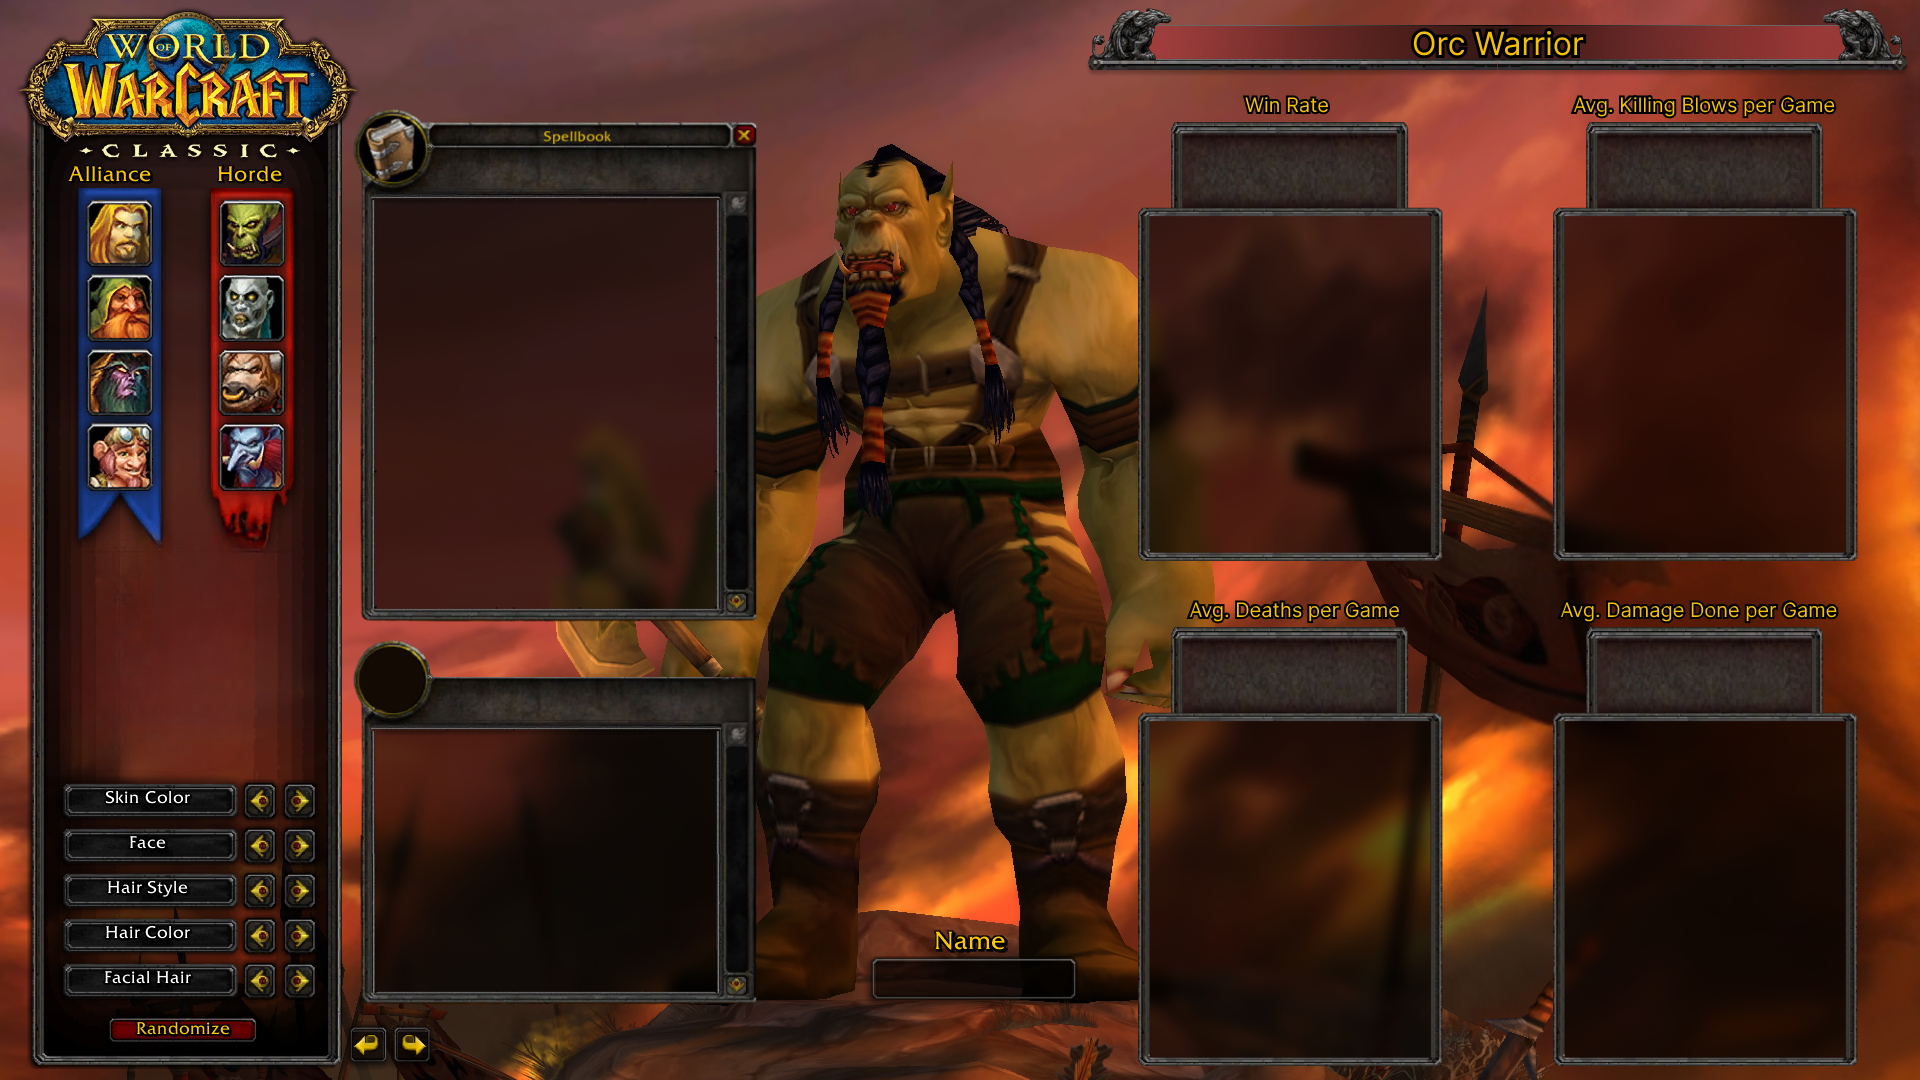 WORLD OF
WARCRAFT
CLASSIC
Alliance
Horde
Skin Color
Face
Hair Style
Hair Color
Facial Hair
Randomize
Spellbook
Name
Orc Warrior
Win Rate
Avg. Killing Blows per Game
Avg. Deaths per Game
Avg. Damage Done per Game